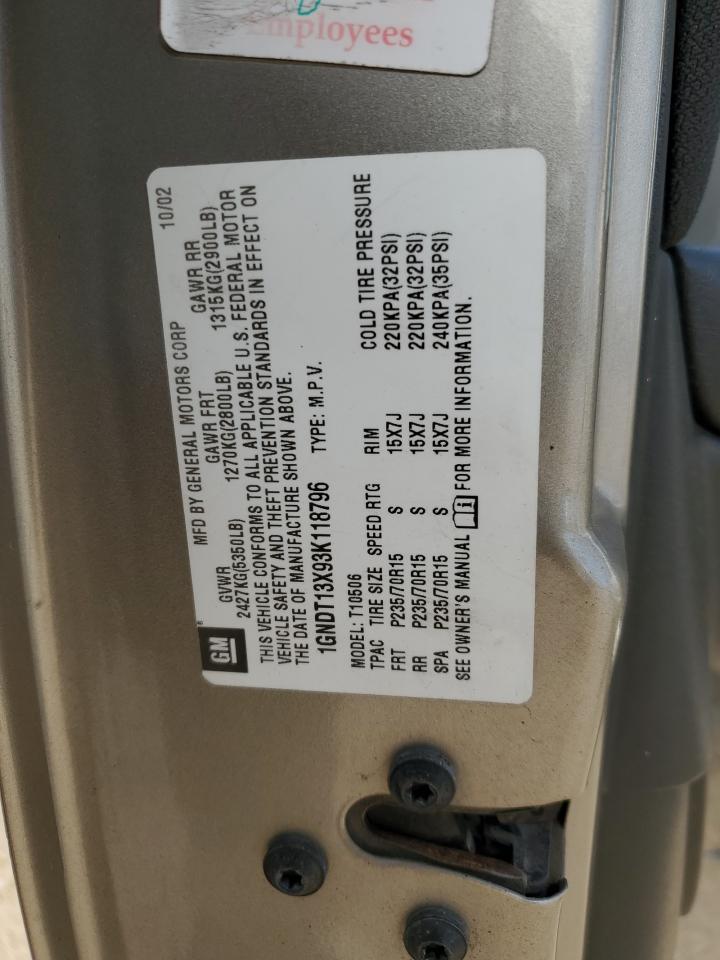 Employees
GM
MFD BY GENERAL MOTORS CORP 10/02
GVWR GAWR FRT GAWR RR
2427KG(5350LB) 1270KG(2800LB) 1315KG(2900LB)
THIS VEHICLE CONFORMS TO ALL APPLICABLE U.S. FEDERAL MOTOR
VEHICLE SAFETY AND THEFT PREVENTION STANDARDS IN EFFECT ON
THE DATE OF MANUFACTURE SHOWN ABOVE.
1GNDT13X93K118796 TYPE: M.P.V.
MODEL: T10506
TPAC TIRE SIZE SPEED RTG RIM COLD TIRE PRESSURE
FRT P235/70R15 S 15X7J 220KPA(32PSI)
RR P235/70R15 S 15X7J 220KPA(32PSI)
SPA P235/70R15 S 15X7J 240KPA(35PSI)
SEE OWNER'S MANUAL FOR MORE INFORMATION.